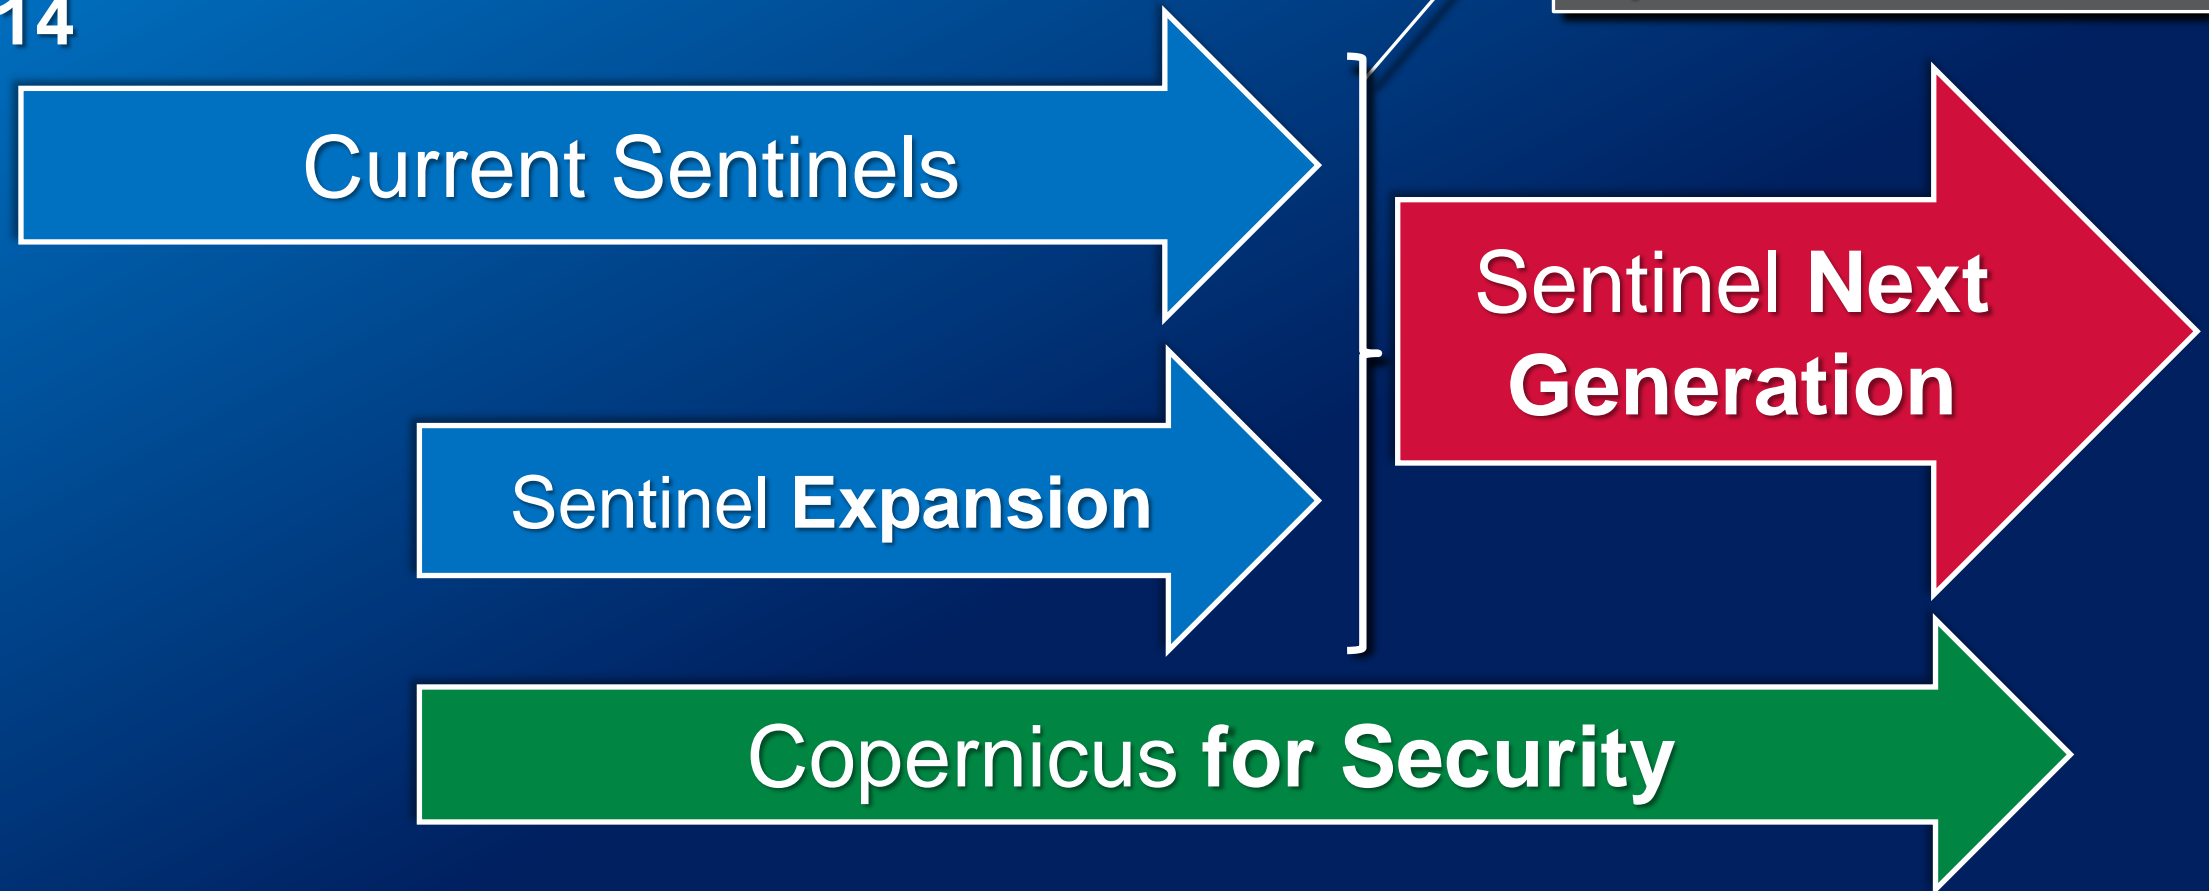 14
Current Sentinels
Sentinel Next
Generation
Sentinel Expansion
Copernicus for Security